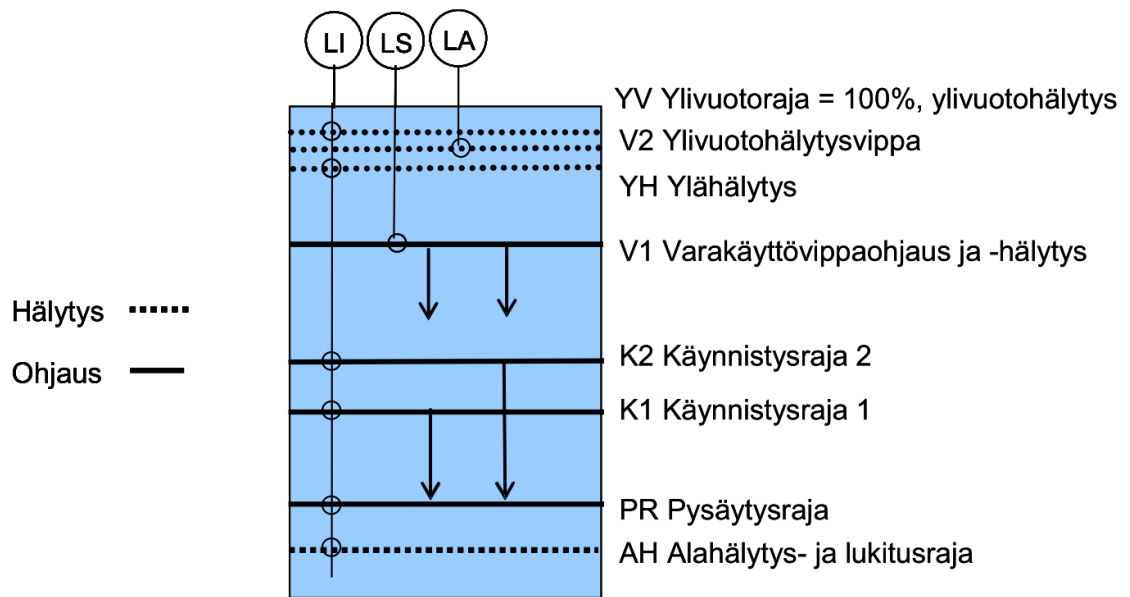 LI
LS
LA
YV Ylivuotoraja = 100%, ylivuotohälytys
V2 Ylivuotohälytysvippa
YH Ylähälytys
V1 Varakäyttövippaohjaus ja -hälytys
Hälytys
Ohjaus
K2 Käynnistysraja 2
K1 Käynnistysraja 1
PR Pysäytysraja
AH Alahälytys- ja lukitusraja